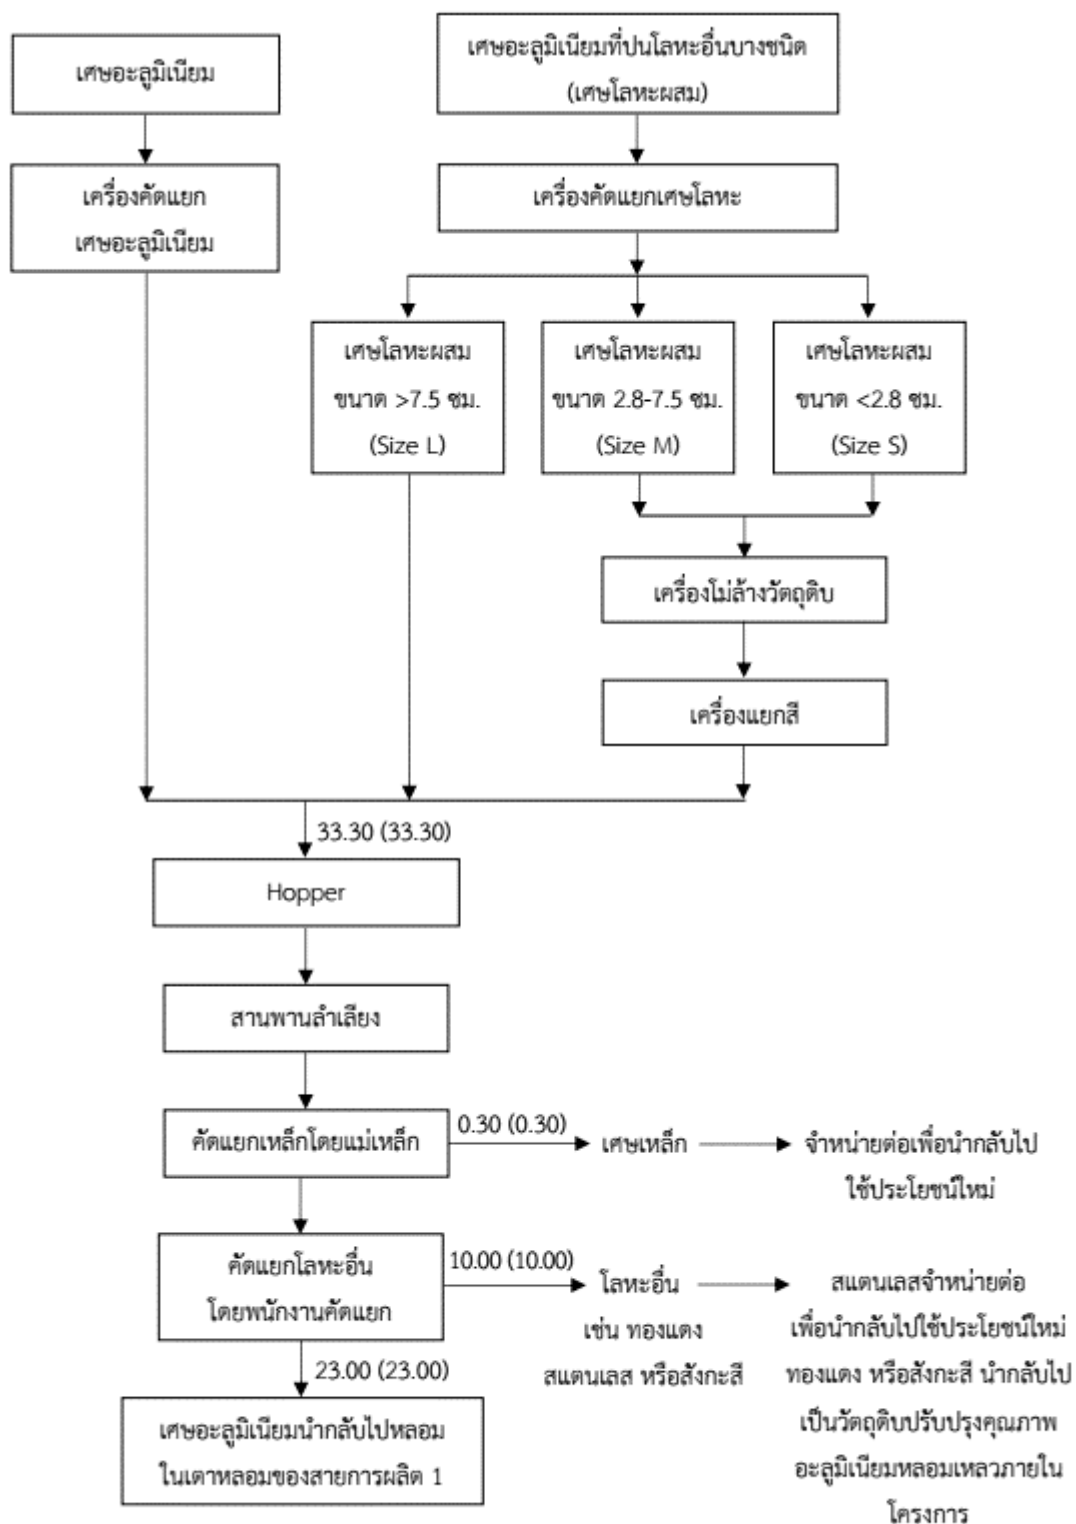 เศษอะลูมิเนียม
เศษอะลูมิเนียมที่ปนโลหะอื่นบางชนิด
(เศษโลหะผสม)
เครื่องคัดแยก
เศษอะลูมิเนียม
เครื่องคัดแยกเศษโลหะ
เศษโลหะผสม
ขนาด >7.5 ซม.
(Size L)
เศษโลหะผสม
ขนาด 2.8-7.5 ซม.
(Size M)
เศษโลหะผสม
ขนาด <2.8 ซม.
(Size S)
เครื่องโม่ล้างวัตถุดิบ
เครื่องแยกสี
33.30 (33.30)
Hopper
สานพานลำเลียง
คัดแยกเหล็กโดยแม่เหล็ก
0.30 (0.30)
เศษเหล็ก
จำหน่ายต่อเพื่อนำกลับไป
ใช้ประโยชน์ใหม่
คัดแยกโลหะอื่น
โดยพนักงานคัดแยก
10.00 (10.00)
โลหะอื่น
เช่น ทองแดง
สแตนเลส หรือสังกะสี
สแตนเลสจำหน่ายต่อ
เพื่อนำกลับไปใช้ประโยชน์ใหม่
ทองแดง หรือสังกะสี นำกลับไป
เป็นวัตถุดิบปรับปรุงคุณภาพ
อะลูมิเนียมหลอมเหลวภายใน
โครงการ
23.00 (23.00)
เศษอะลูมิเนียมนำกลับไปหลอม
ในเตาหลอมของสายการผลิต 1